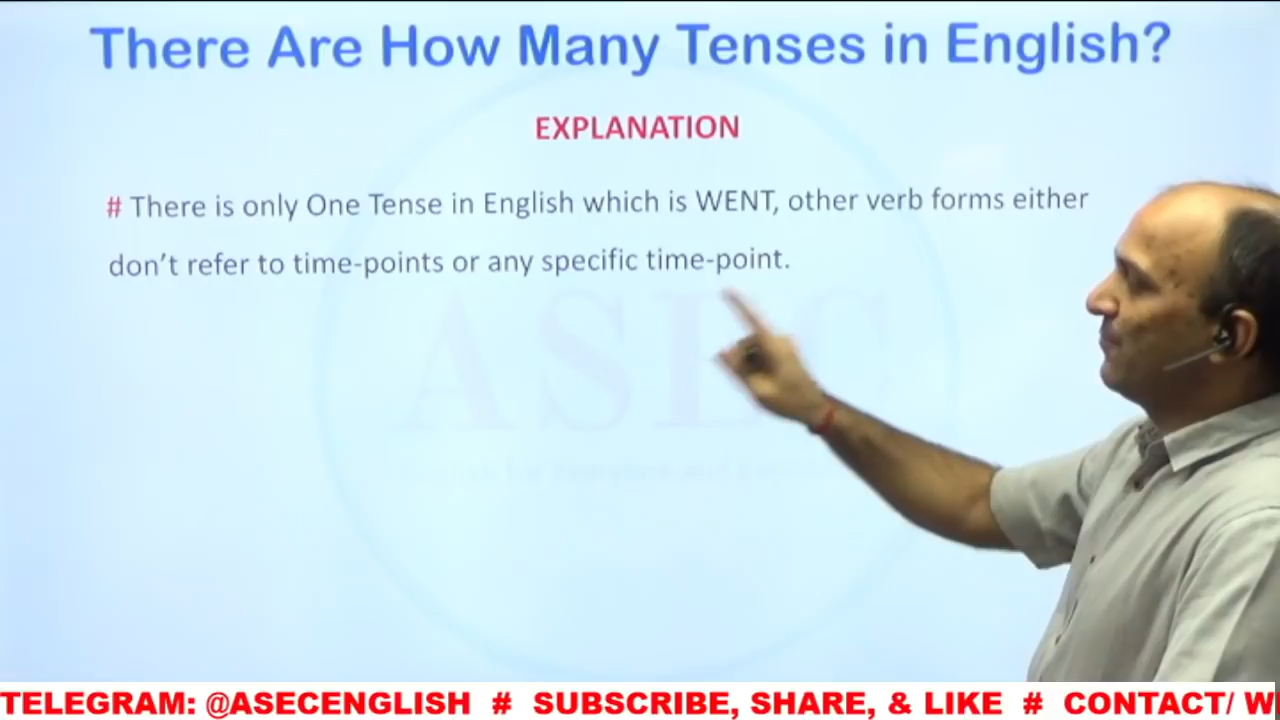 There Are How Many Tenses in English?
EXPLANATION
# There is only One Tense in English which is WENT, other verb forms either
don't refer to time-points or any specific time-point.
ASEC
TELEGRAM: @ASECENGLISH # SUBSCRIBE, SHARE, & LIKE # CONTACT/ W